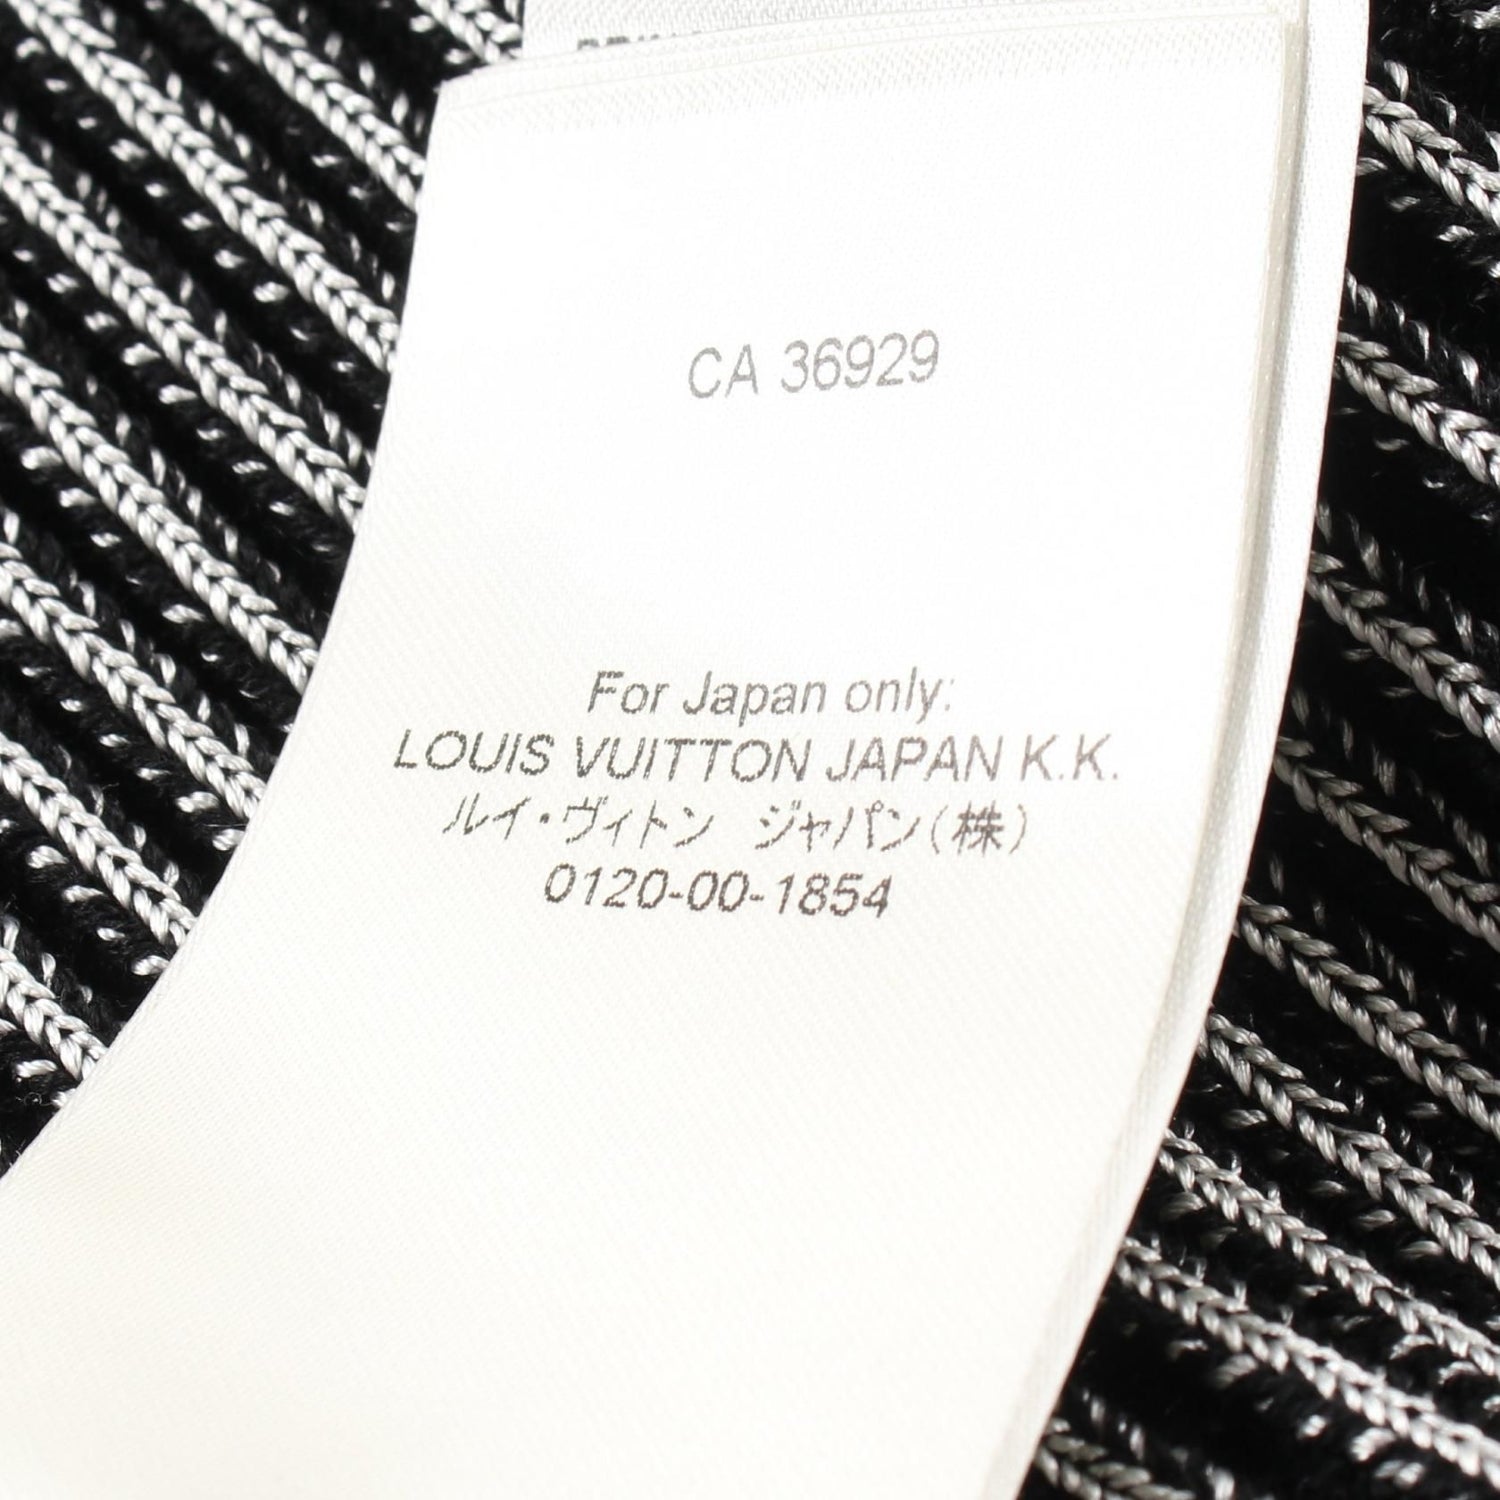 CA 36929
For Japan only:
LOUIS VUITTON JAPAN K.K.
ルイ・ヴィトン ジャパン(株)
0120-00-1854